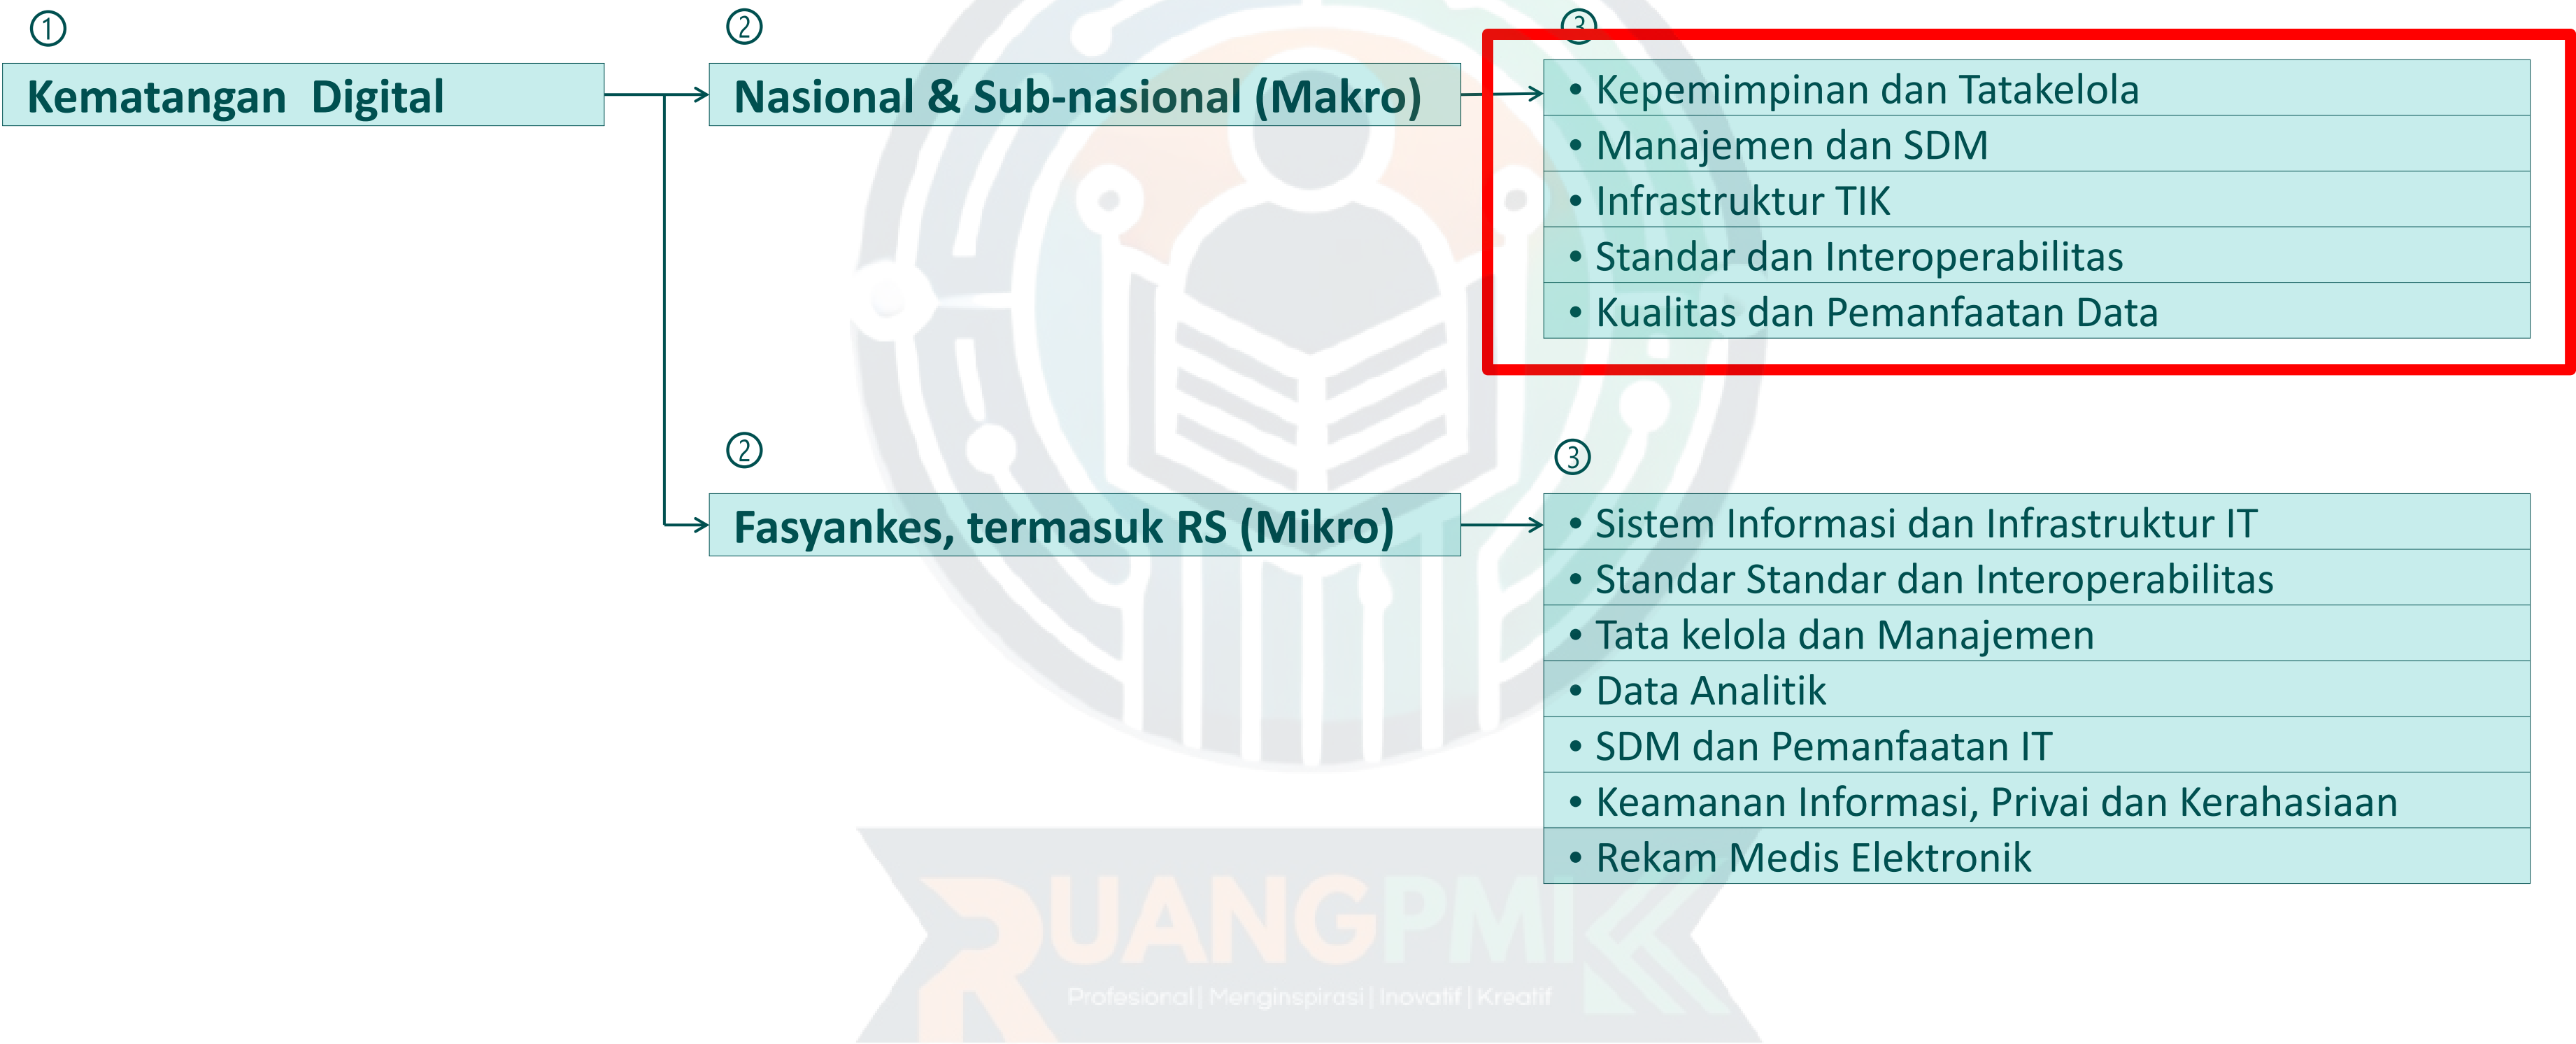 ①
Kematangan Digital
②
Nasional & Sub-nasional (Makro)
③
• Kepemimpinan dan Tatakelola
• Manajemen dan SDM
• Infrastruktur TIK
• Standar dan Interoperabilitas
• Kualitas dan Pemanfaatan Data
②
Fasyankes, termasuk RS (Mikro)
③
• Sistem Informasi dan Infrastruktur IT
• Standar Standar dan Interoperabilitas
• Tata kelola dan Manajemen
• Data Analitik
• SDM dan Pemanfaatan IT
• Keamanan Informasi, Privai dan Kerahasiaan
• Rekam Medis Elektronik
RUANGPMIK
Profesional | Menginspirasi | Inovatif | Kreatif